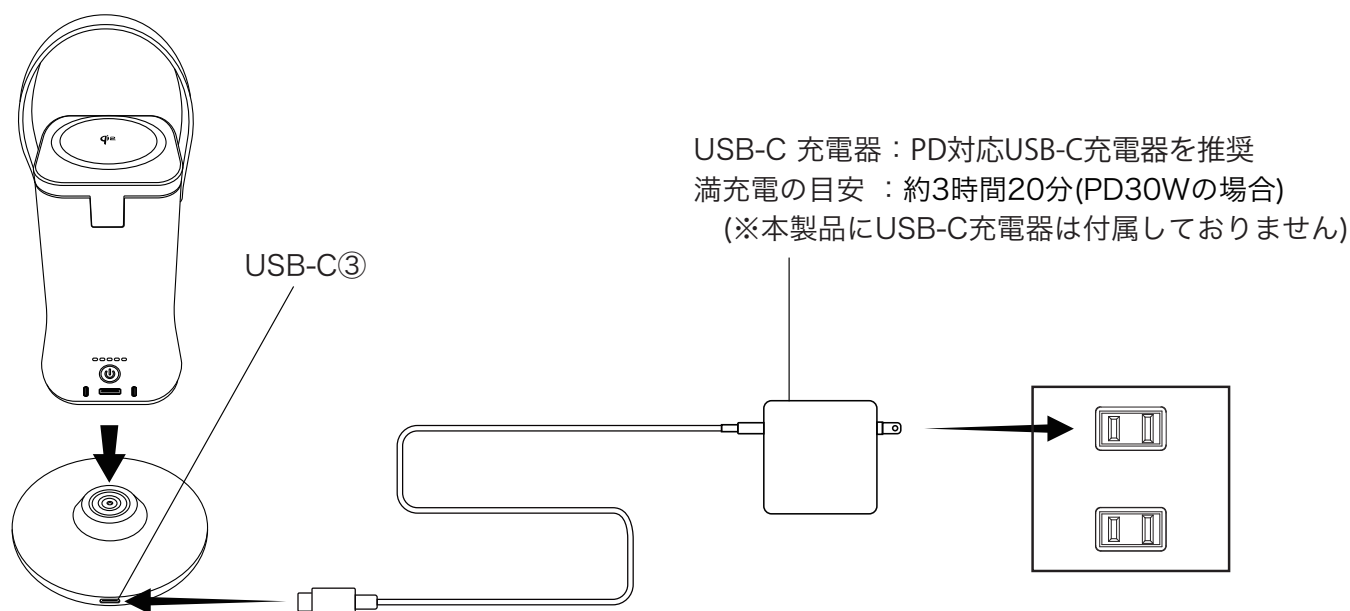 Qi2
USB-C 充電器：PD対応USB-C充電器を推奨
満充電の目安 ：約3時間20分(PD30Wの場合)
(※本製品にUSB-C充電器は付属しておりません)
USB-C③